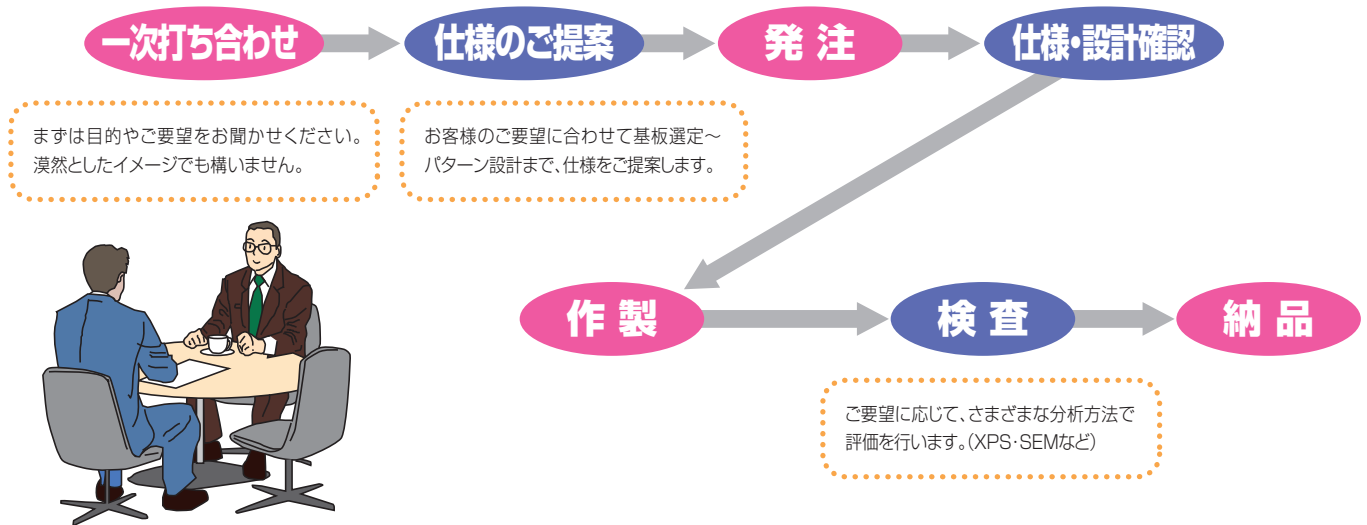 一次打ち合わせ
仕様のご提案
発注
仕様・設計確認
まずは目的やご要望をお聞かせください。
漠然としたイメージでも構いません。
お客様のご要望に合わせて基板選定～
パターン設計まで、仕様をご提案します。
作製
検査
納品
ご要望に応じて、さまざまな分析方法で
評価を行います。(XPS・SEMなど)